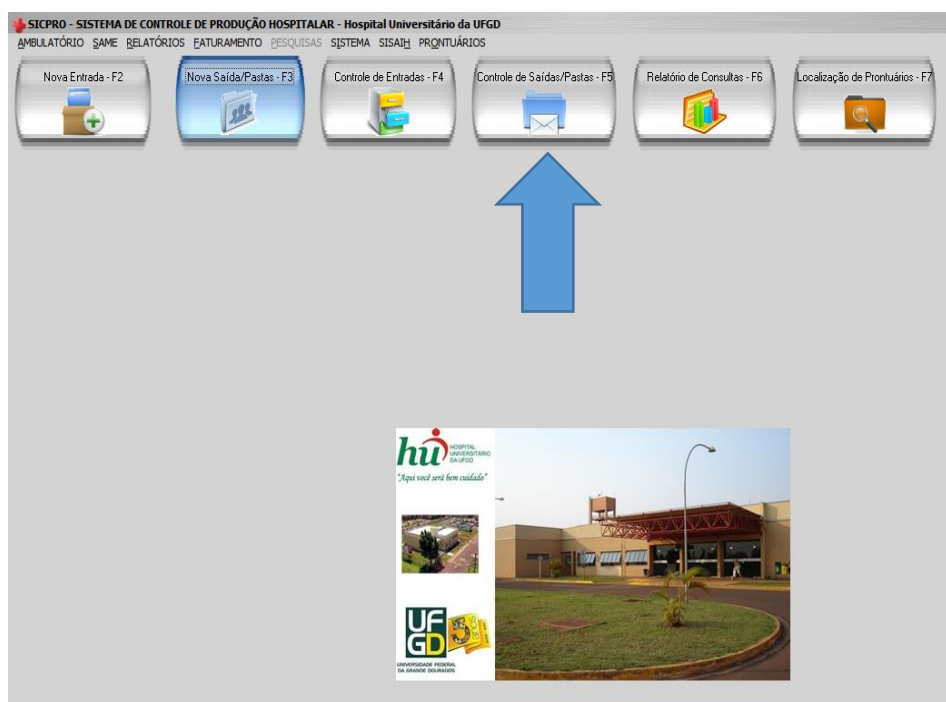 SICPRO - SISTEMA DE CONTROLE DE PRODUÇÃO HOSPITALAR - Hospital Universitário da UFGD
AMBULATÓRIO SAME RELATÓRIOS FATURAMENTO PESQUISAS SISTEMA SISAIH PRONTUÁRIOS
Nova Entrada - F2
Nova Saída/Pastas - F3
Controle de Entradas - F4
Controle de Saídas/Pastas - F5
Relatório de Consultas - F6
Localização de Prontuários - F7
hu
HOSPITAL
UNIVERSITÁRIO
DA UFGD
"Aqui você será bem cuidado"
UF
GD
UNIVERSIDADE FEDERAL
DA GRANDE DOURADOS